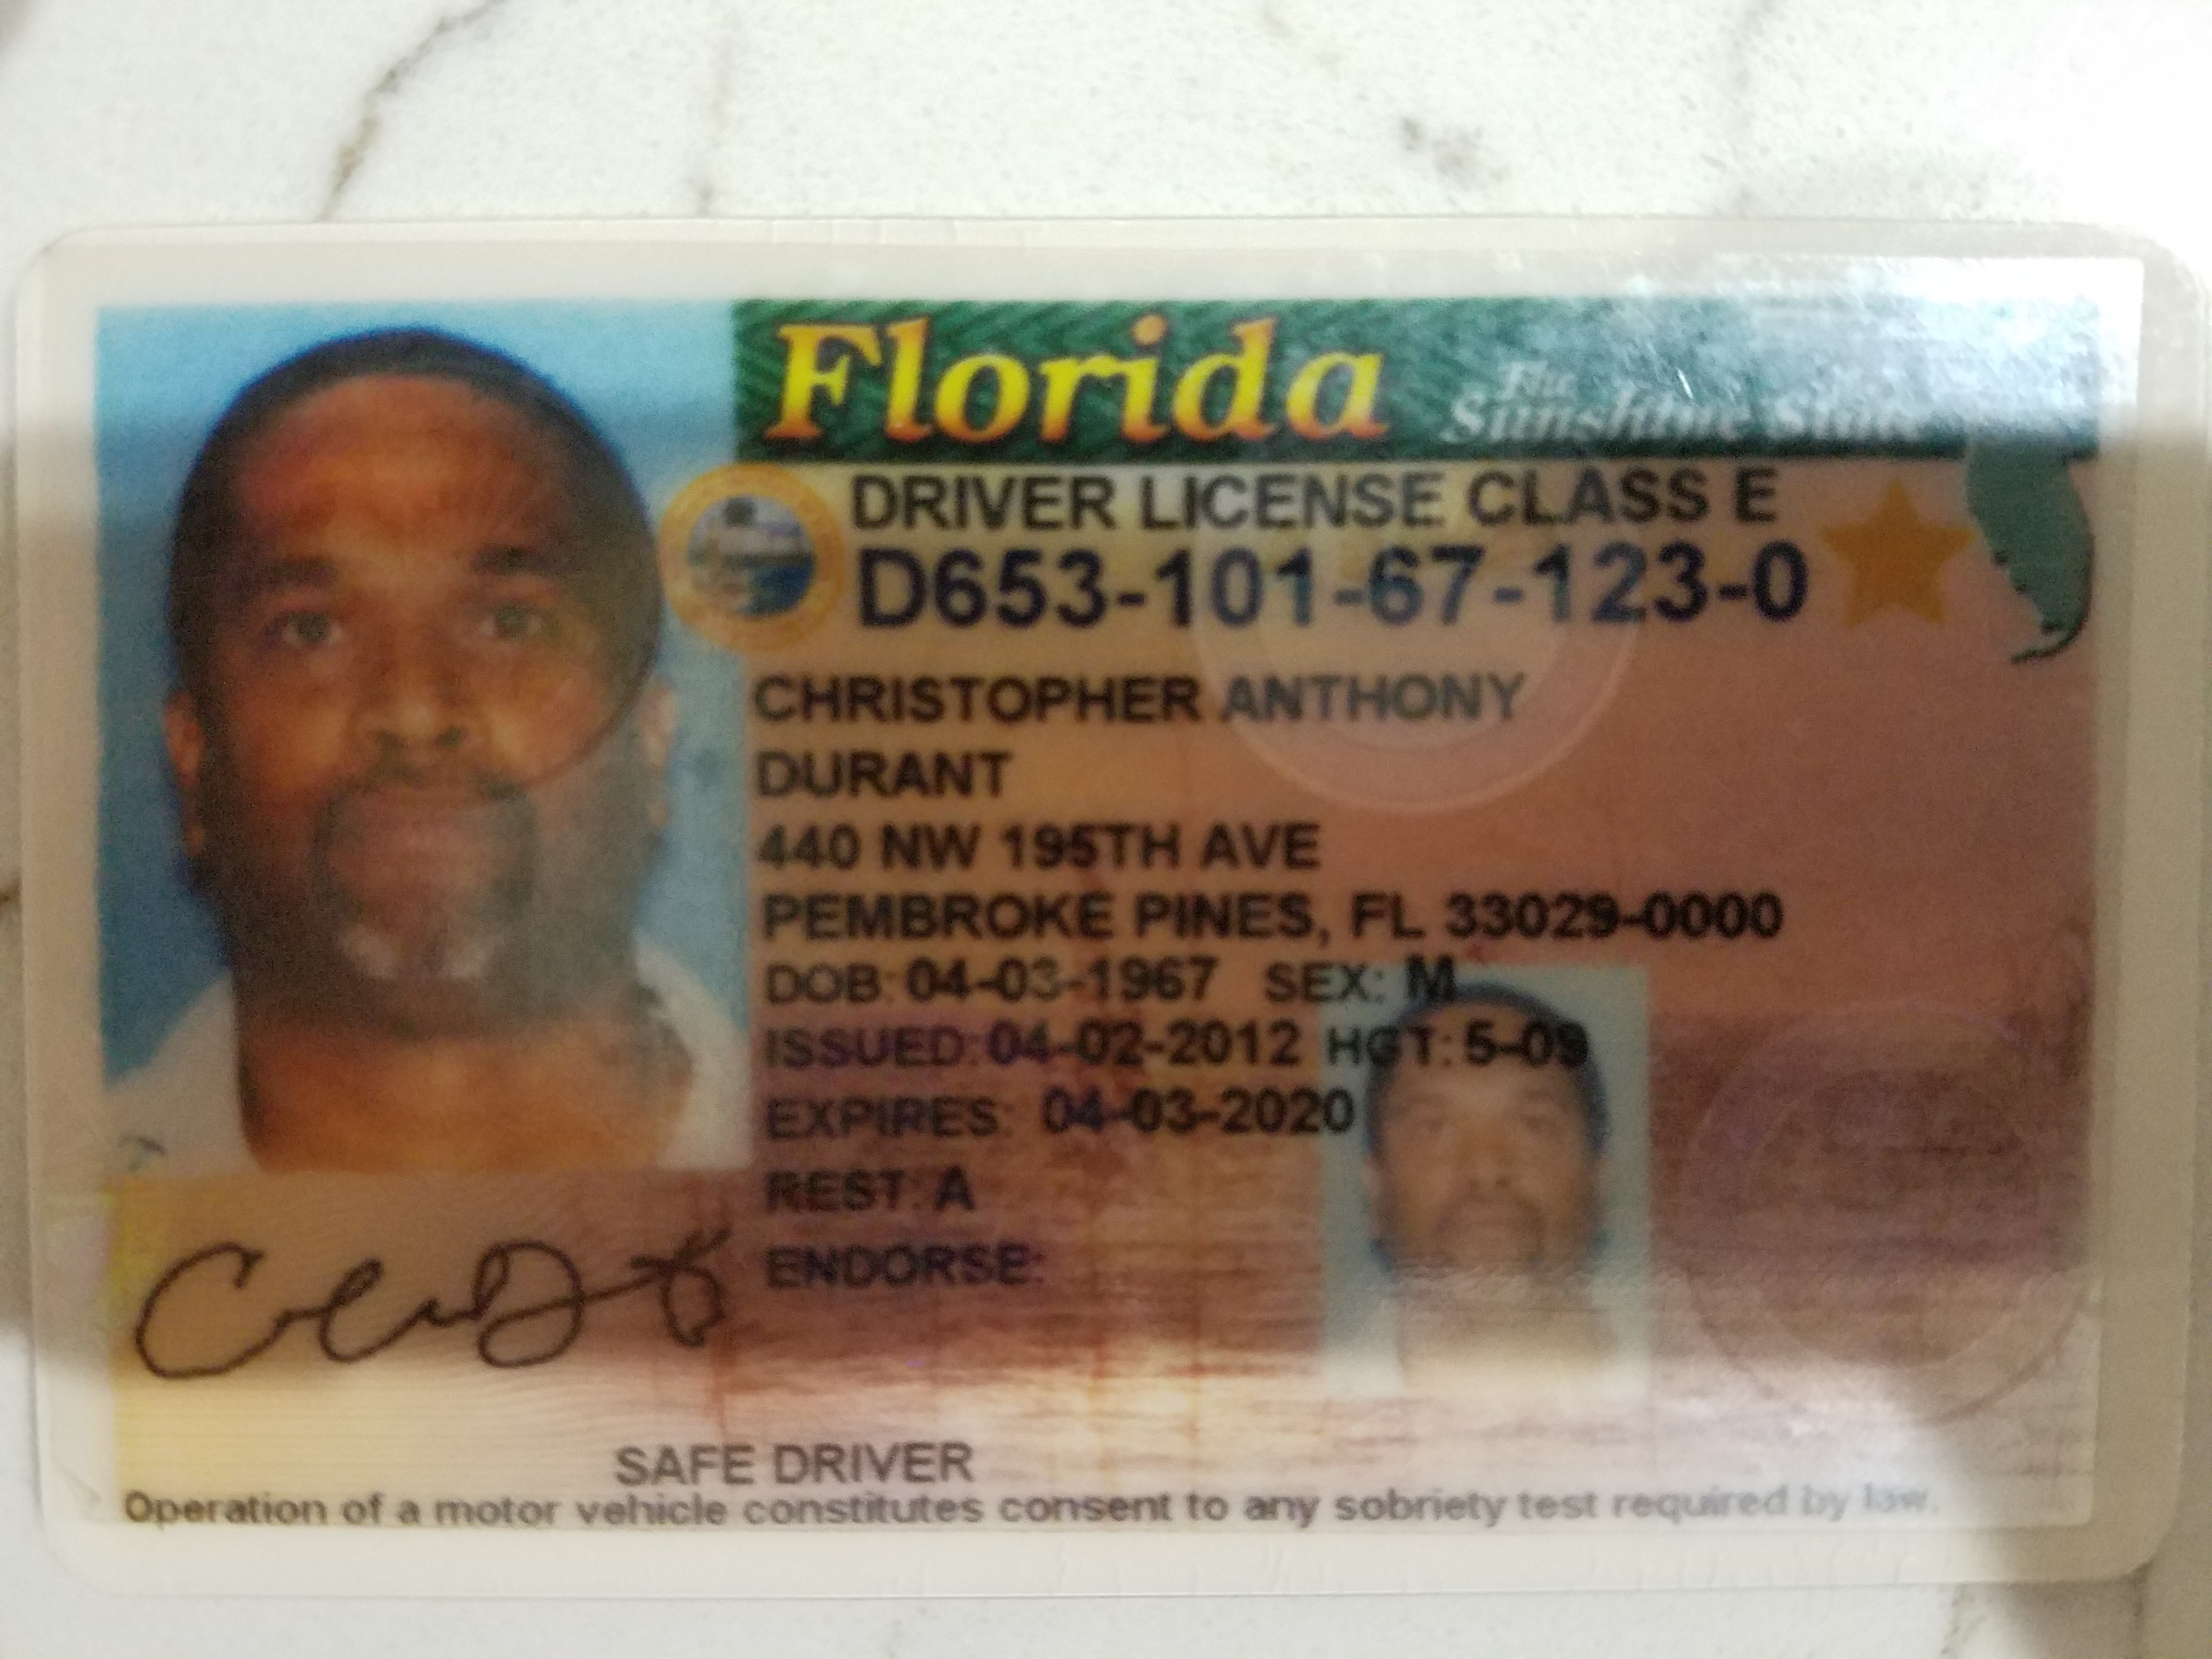 Florida The Sunshine State
DRIVER LICENSE CLASS E
D653-101-67-123-0
CHRISTOPHER ANTHONY
DURANT
440 NW 195TH AVE
PEMBROKE PINES, FL 33029-0000
DOB: 04-03-1967 SEX: M
ISSUED: 04-02-2012 HGT: 5-09
EXPIRES: 04-03-2020
REST: A
ENDORSE:
SAFE DRIVER
Operation of a motor vehicle constitutes consent to any sobriety test required by law.